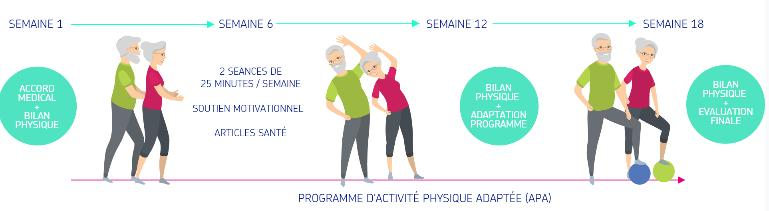 SEMAINE 1
SEMAINE 6
SEMAINE 12
SEMAINE 18
ACCORD
MEDICAL
+
BILAN
PHYSIQUE
2 SEANCES DE
25 MINUTES / SEMAINE
SOUTIEN MOTIVATIONNEL
ARTICLES SANTÉ
BILAN
PHYSIQUE
+
ADAPTATION
PROGRAMME
BILAN
PHYSIQUE
+
EVALUATION
FINALE
PROGRAMME D'ACTIVITÉ PHYSIQUE ADAPTÉE (APA)